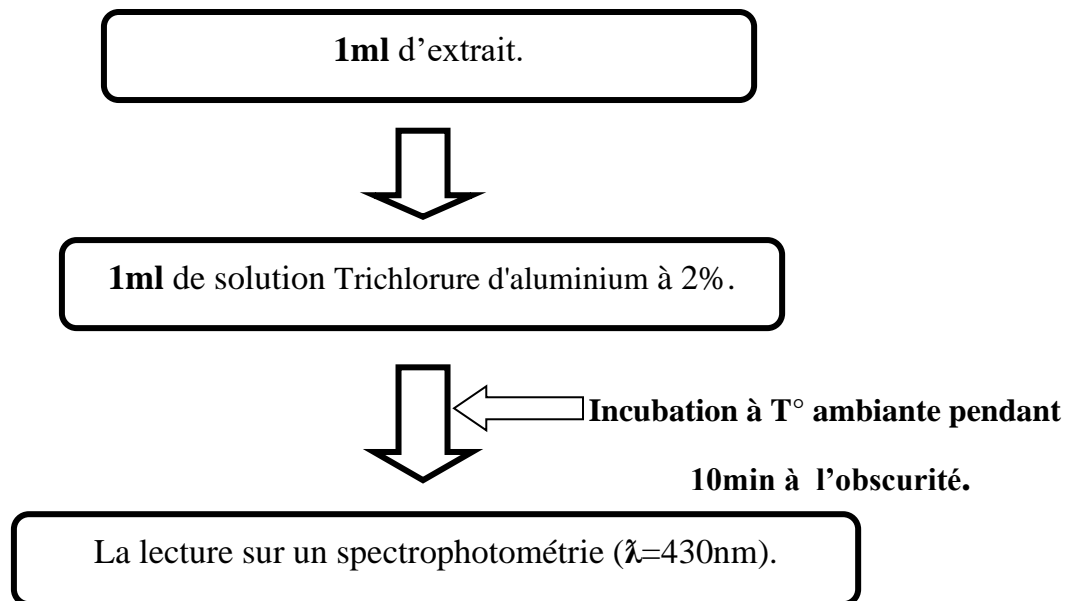 1ml d’extrait.
1ml de solution Trichlorure d'aluminium à 2%.
Incubation à T° ambiante pendant
10min à l’obscurité.
La lecture sur un spectrophotométrie (λ=430nm).